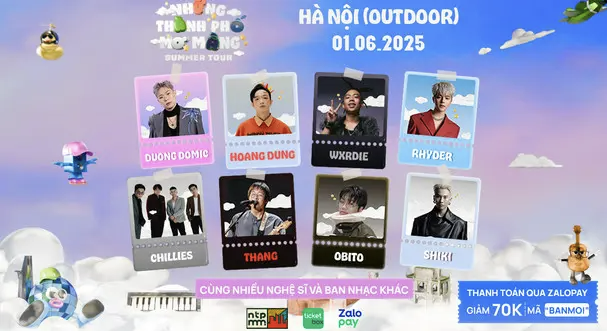 NHỮNG
THÀNH PHỐ
MƠ MÀNG
SUMMER TOUR
HÀ NỘI (OUTDOOR)
01.06.2025
DUONG DOMIC
HOANG DUNG
WXRDIE
RHYDER
CHILLIES
THANG
OBITO
SHIKI
CÙNG NHIỀU NGHỆ SĨ VÀ BAN NHẠC KHÁC
ntp
mm
ticket
box
Zalo
pay
THANH TOÁN QUA ZALOPAY
GIẢM 70K MÃ "BANMOI"